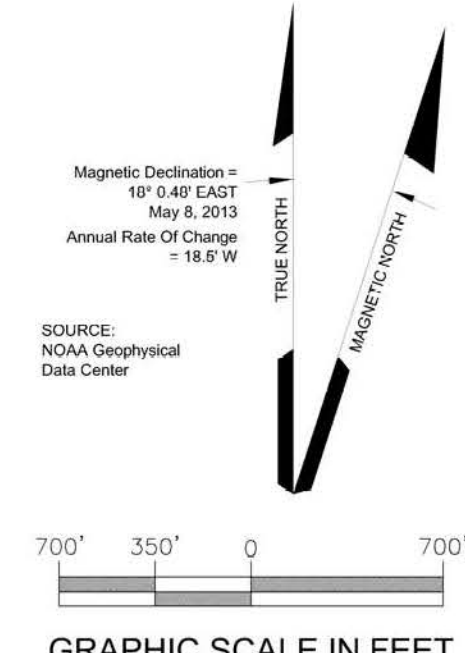 Magnetic Declination =
18° 0.48' EAST
May 8, 2013
Annual Rate Of Change
= 18.5' W
TRUE NORTH
MAGNETIC NORTH
SOURCE:
NOAA Geophysical
Data Center
700' 350' 0 700'
GRAPHIC SCALE IN FEET